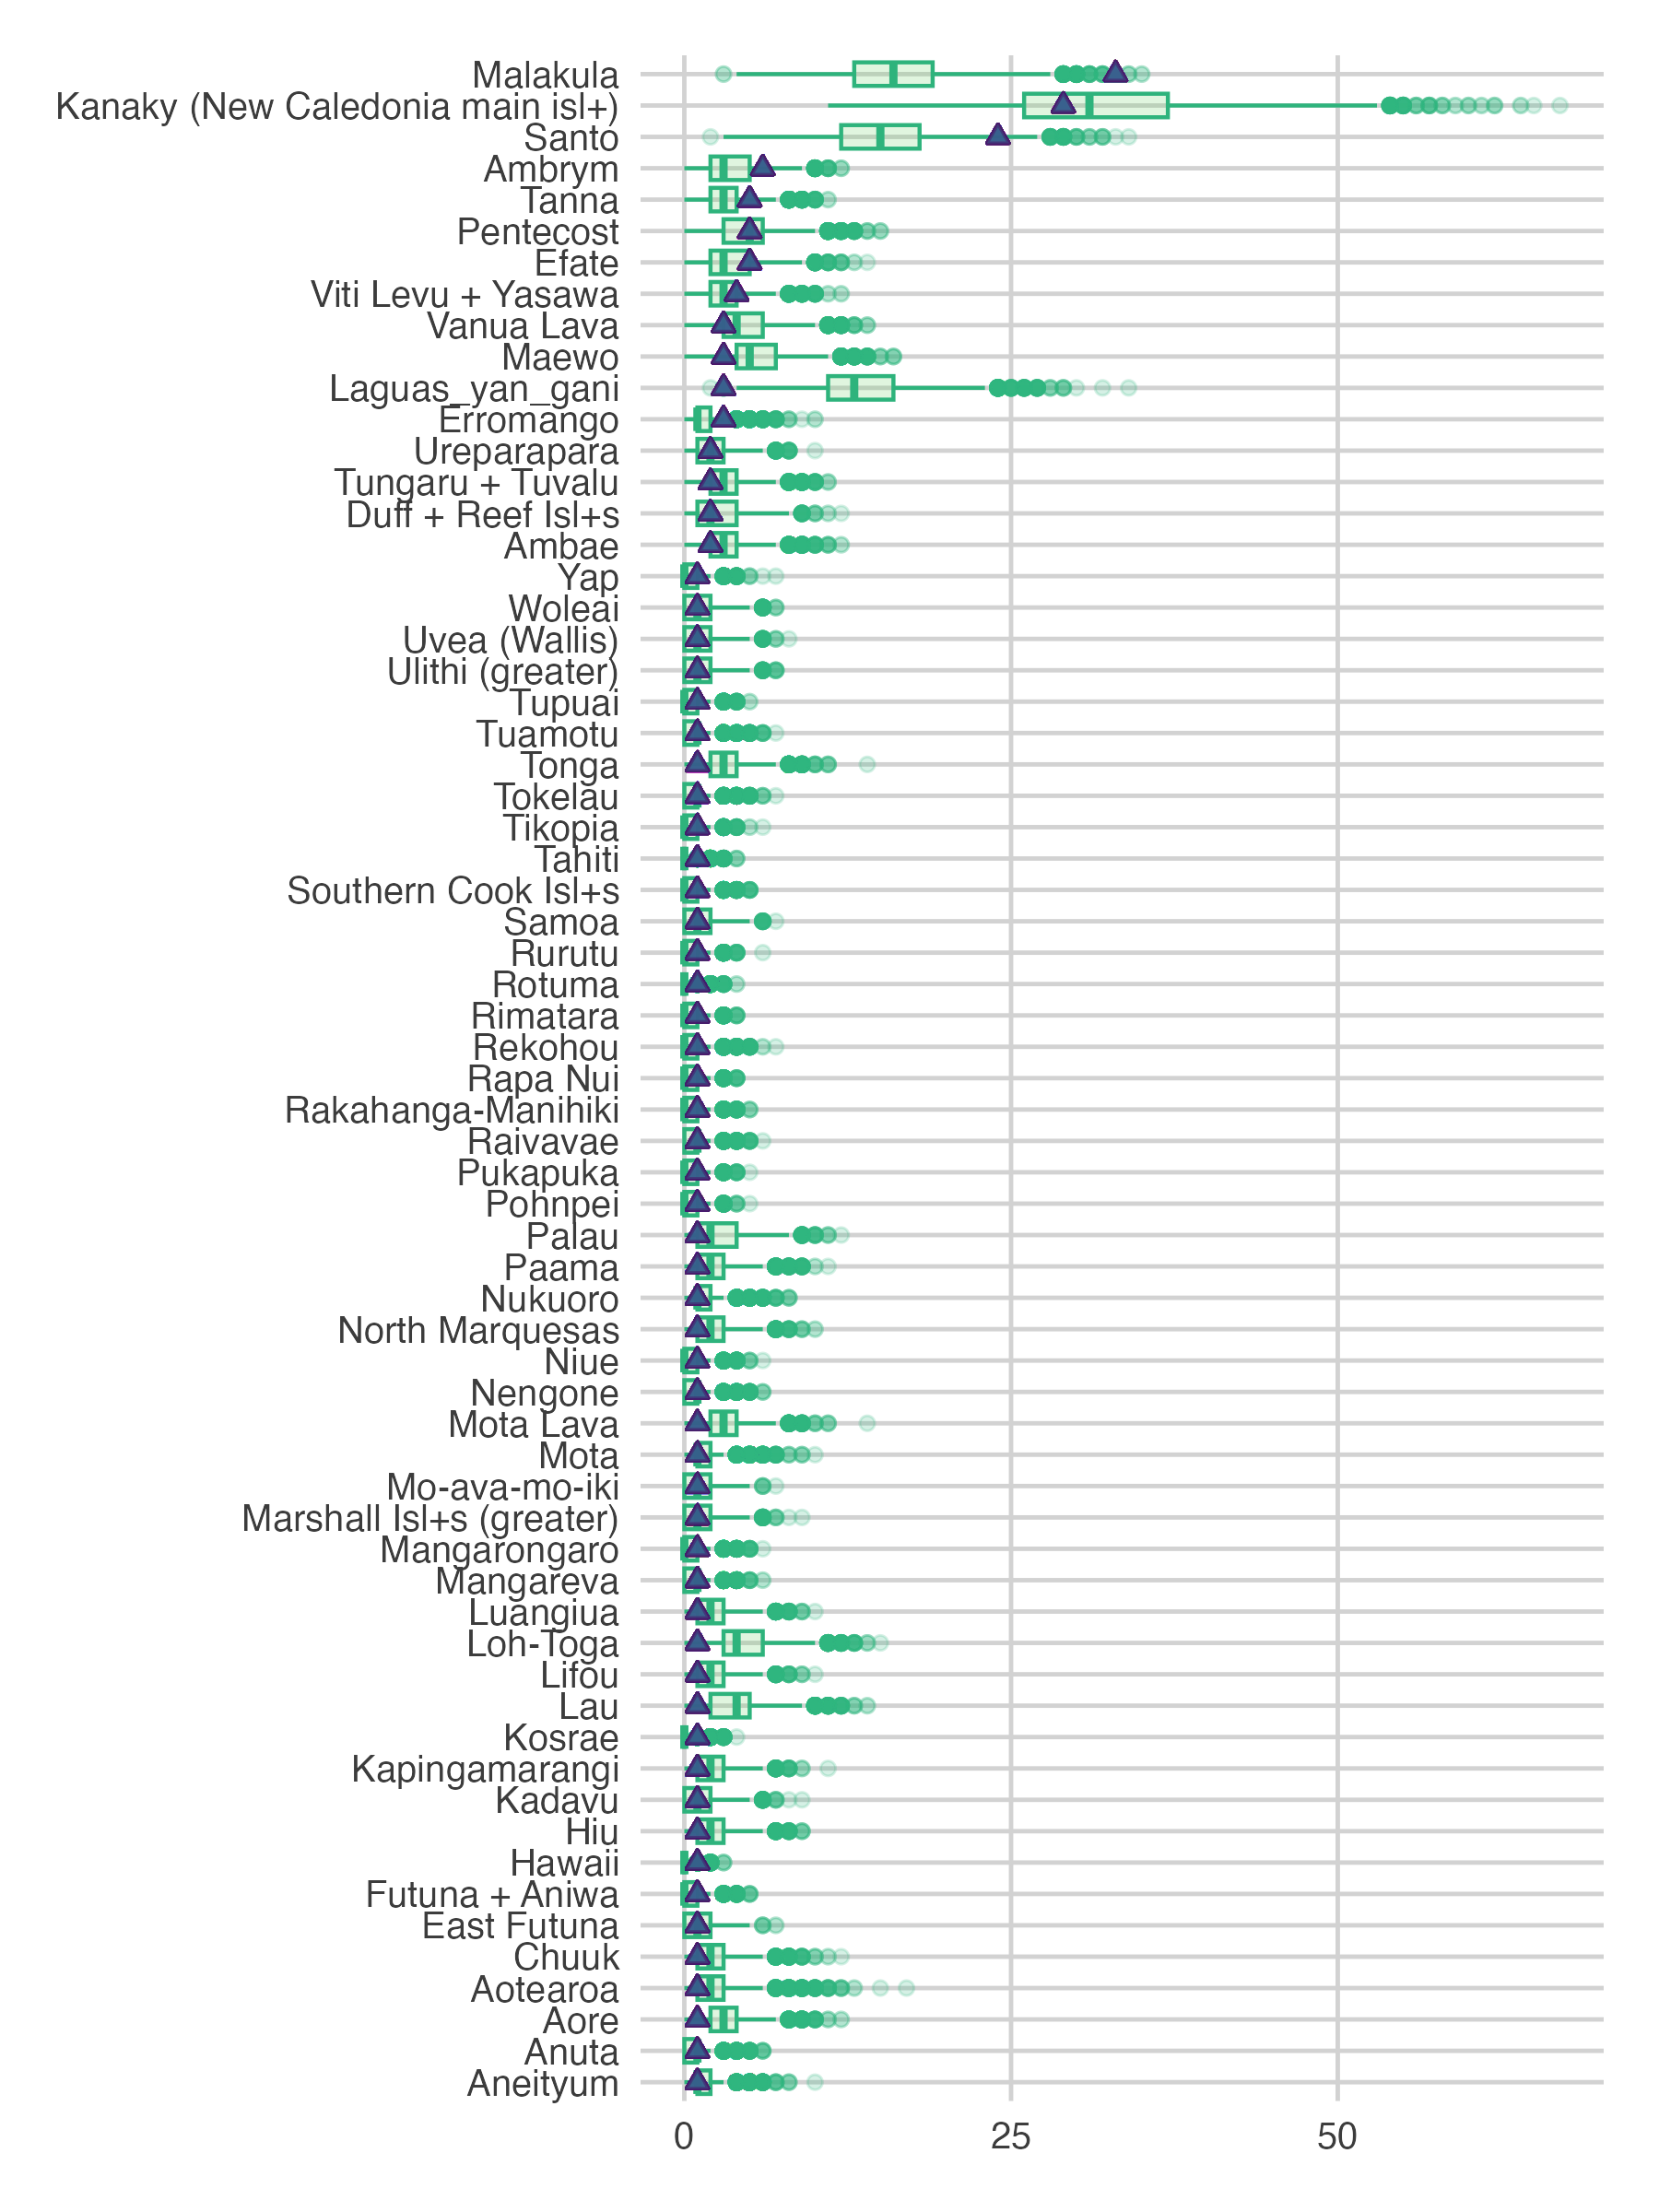 Malakula
Kanaky (New Caledonia main isl+)
Santo
Ambrym
Tanna
Pentecost
Efate
Viti Levu + Yasawa
Vanua Lava
Maewo
Laguas_yan_gani
Erromango
Ureparapara
Tungaru + Tuvalu
Duff + Reef Isl+s
Ambae
Yap
Woleai
Uvea (Wallis)
Ulithi (greater)
Tupuai
Tuamotu
Tonga
Tokelau
Tikopia
Tahiti
Southern Cook Isl+s
Samoa
Rurutu
Rotuma
Rimatara
Rekohou
Rapa Nui
Rakahanga-Manihiki
Raivavae
Pukapuka
Pohnpei
Palau
Paama
Nukuoro
North Marquesas
Niue
Nengone
Mota Lava
Mota
Mo-ava-mo-iki
Marshall Isl+s (greater)
Mangarongaro
Mangareva
Luangiua
Loh-Toga
Lifou
Lau
Kosrae
Kapingamarangi
Kadavu
Hiu
Hawaii
Futuna + Aniwa
East Futuna
Chuuk
Aotearoa
Aore
Anuta
Aneityum
0 25 50